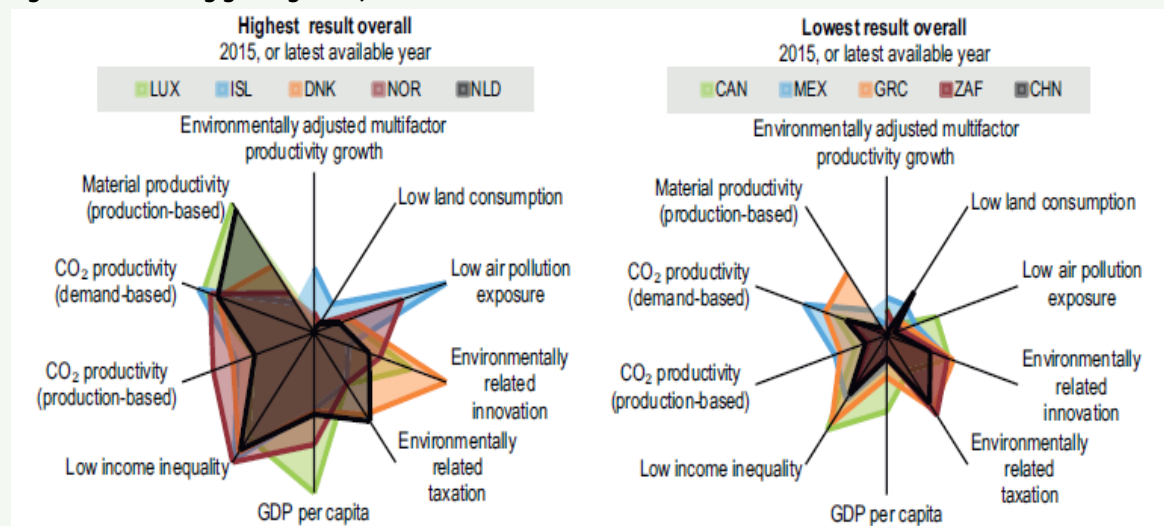 Highest result overall
2015, or latest available year
LUX ISL DNK NOR NLD
Environmentally adjusted multifactor
productivity growth
Material productivity
(production-based)
Low land consumption
CO₂ productivity
(demand-based)
Low air pollution
exposure
CO₂ productivity
(production-based)
Environmentally
related
innovation
Low income inequality
Environmentally
related
taxation
GDP per capita
Lowest result overall
2015, or latest available year
CAN MEX GRC ZAF CHN
Environmentally adjusted multifactor
productivity growth
Material productivity
(production-based)
Low land consumption
CO₂ productivity
(demand-based)
Low air pollution
exposure
CO₂ productivity
(production-based)
Environmentally
related
innovation
Low income inequality
Environmentally
related
taxation
GDP per capita